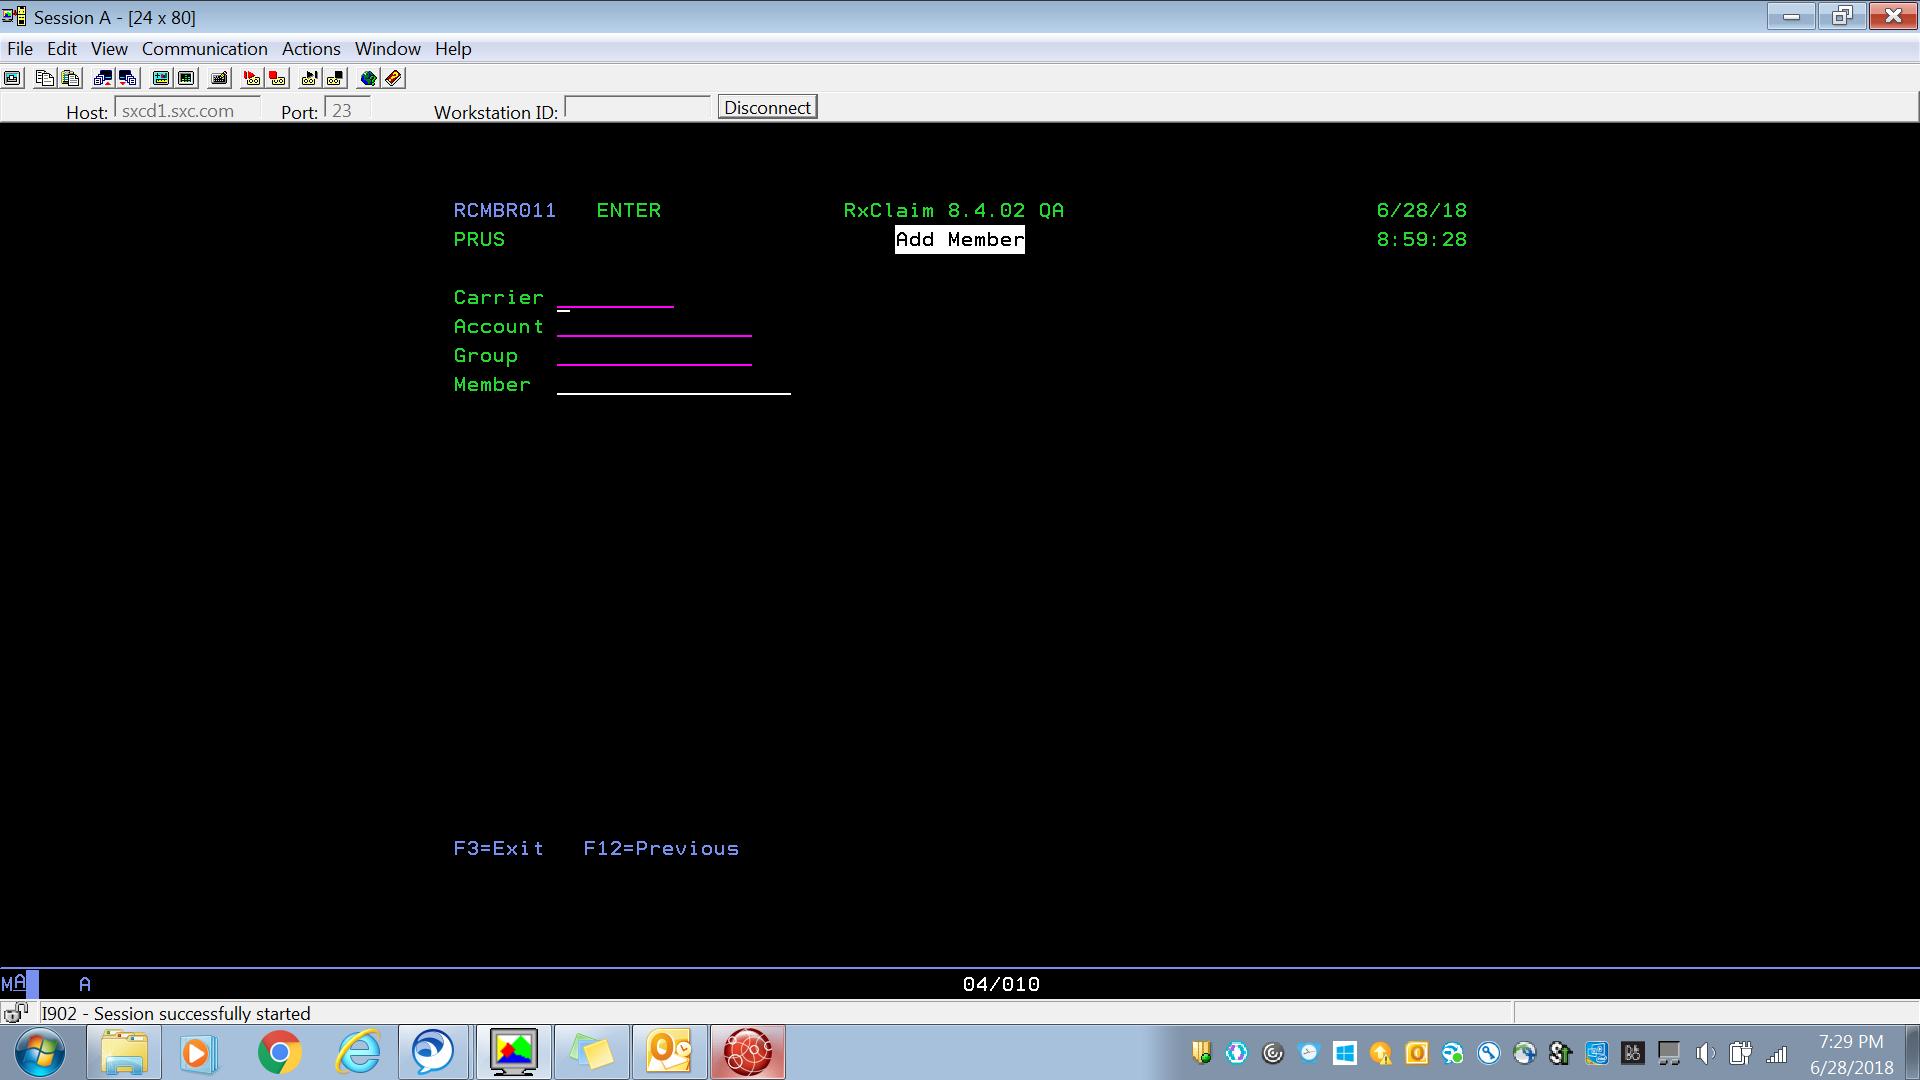 Session A - [24 x 80]
File Edit View Communication Actions Window Help
Host: sxcd1.sxc.com Port: 23 Workstation ID: Disconnect
RCMBR011 ENTER RxClaim 8.4.02 QA 6/28/18
PRUS Add Member 8:59:28
Carrier
Account
Group
Member
F3=Exit F12=Previous
MA A 04/010
I902 - Session successfully started
7:29 PM
6/28/2018